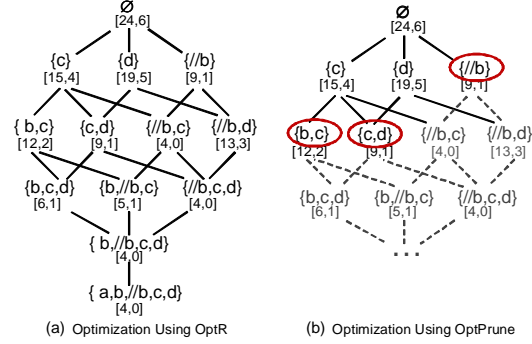 ∅
[24,6]
{c} {d} {//b}
[15,4] [19,5] [9,1]
{ b,c} {c,d} {//b,c} {//b,d}
[12,2] [9,1] [4,0] [13,3]
{b,c,d} {b,//b,c} {//b,c,d}
[6,1] [5,1] [4,0]
{ b,//b,c,d}
[4,0]
{ a,b,//b,c,d}
[4,0]
(a) Optimization Using OptR
∅
[24,6]
{c} {d} {//b}
[15,4] [19,5] [9,1]
{b,c} {c,d} {//b,c} {//b,d}
[12,2] [9,1] [4,0] [13,3]
{b,c,d} {b,//b,c} {//b,c,d}
[6,1] [5,1] [4,0]
...
(b) Optimization Using OptPrune